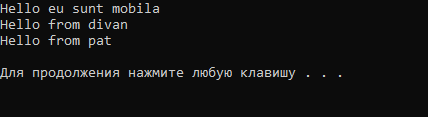 Hello eu sunt mobila
Hello from divan
Hello from pat
Для продолжения нажмите любую клавишу . . .